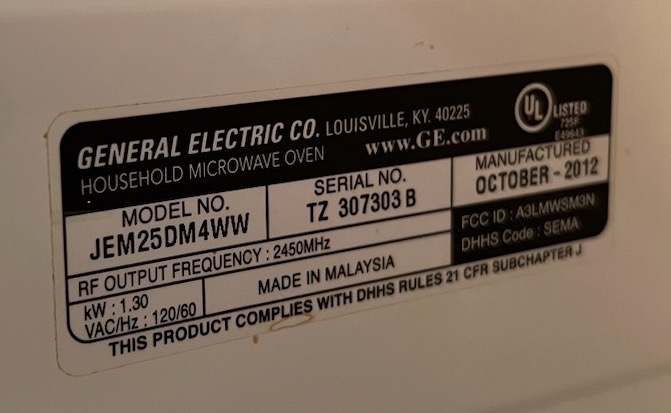 GENERAL ELECTRIC CO. LOUISVILLE, KY. 40225
HOUSEHOLD MICROWAVE OVEN www.GE.com
UL LISTED
725F
E49643
MODEL NO.
JEM25DM4WW
SERIAL NO.
TZ 307303 B
MANUFACTURED
OCTOBER - 2012
RF OUTPUT FREQUENCY : 2450MHz
FCC ID : A3LMWSM3N
DHHS Code : SEMA
kW : 1.30
VAC/Hz : 120/60
MADE IN MALAYSIA
THIS PRODUCT COMPLIES WITH DHHS RULES 21 CFR SUBCHAPTER J